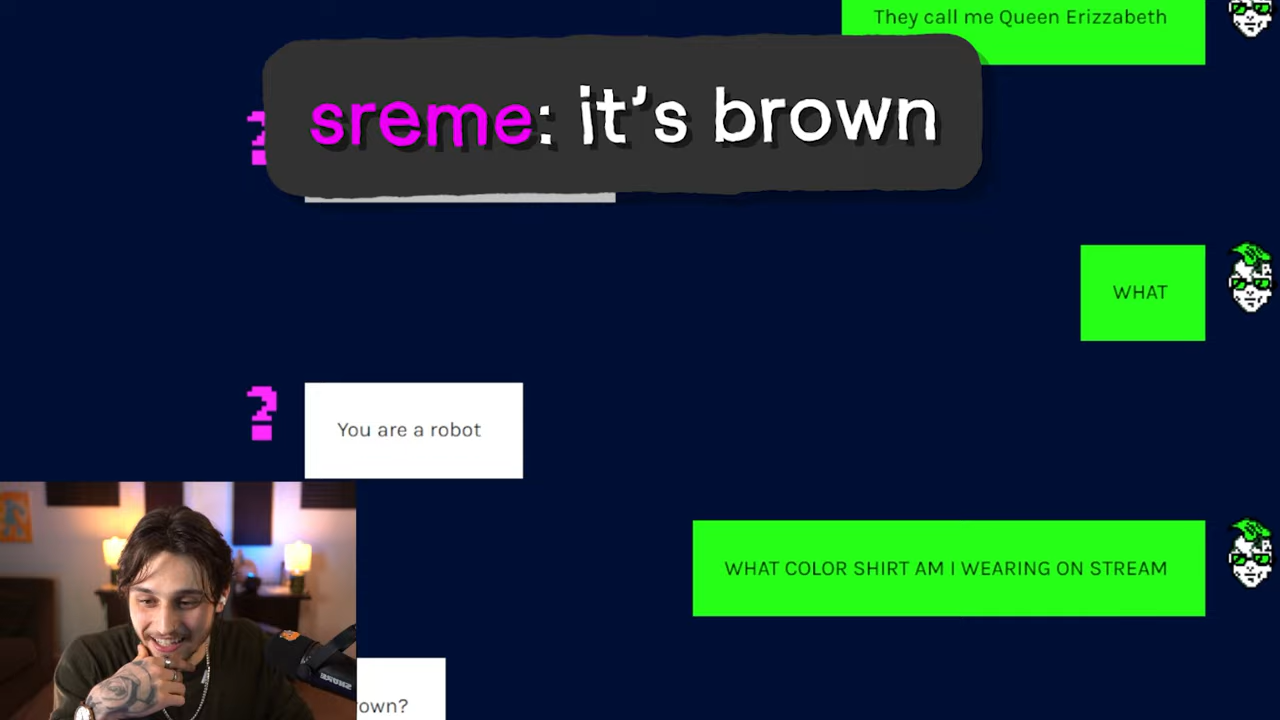 They call me Queen Erizzabeth
sreme: it's brown
WHAT
You are a robot
WHAT COLOR SHIRT AM I WEARING ON STREAM
own?